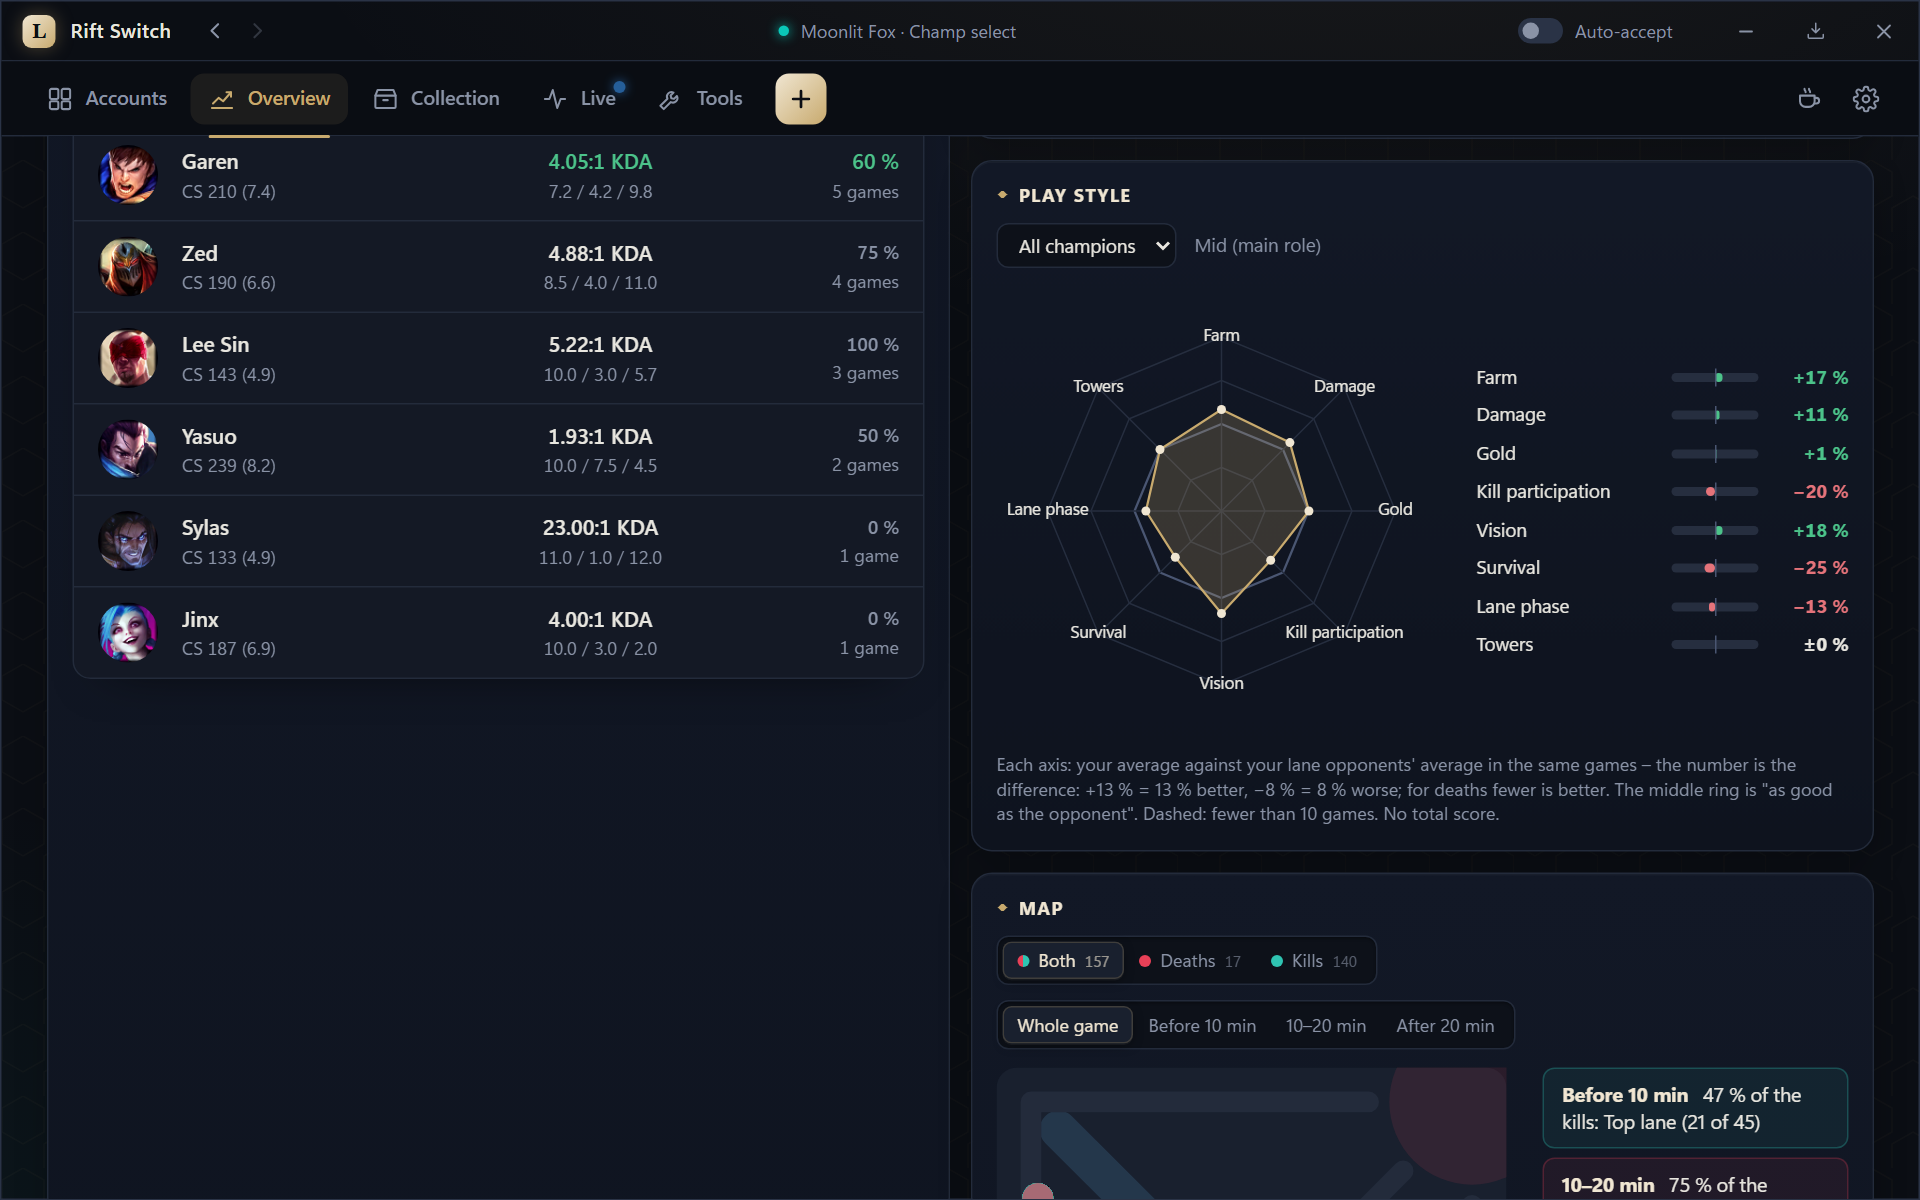 L Rift Switch
Moonlit Fox · Champ select
Auto-accept
Accounts
Overview
Collection
Live
Tools
+
Garen 4.05:1 KDA 60 %
CS 210 (7.4) 7.2 / 4.2 / 9.8 5 games
Zed 4.88:1 KDA 75 %
CS 190 (6.6) 8.5 / 4.0 / 11.0 4 games
Lee Sin 5.22:1 KDA 100 %
CS 143 (4.9) 10.0 / 3.0 / 5.7 3 games
Yasuo 1.93:1 KDA 50 %
CS 239 (8.2) 10.0 / 7.5 / 4.5 2 games
Sylas 23.00:1 KDA 0 %
CS 133 (4.9) 11.0 / 1.0 / 12.0 1 game
Jinx 4.00:1 KDA 0 %
CS 187 (6.9) 10.0 / 3.0 / 2.0 1 game
PLAY STYLE
All champions Mid (main role)
Farm
Towers Damage
Lane phase Gold
Survival Kill participation
Vision
Farm +17 %
Damage +11 %
Gold +1 %
Kill participation −20 %
Vision +18 %
Survival −25 %
Lane phase −13 %
Towers ±0 %
Each axis: your average against your lane opponents' average in the same games – the number is the
difference: +13 % = 13 % better, −8 % = 8 % worse; for deaths fewer is better. The middle ring is "as good
as the opponent". Dashed: fewer than 10 games. No total score.
MAP
Both 157 Deaths 17 Kills 140
Whole game Before 10 min 10–20 min After 20 min
Before 10 min 47 % of the
kills: Top lane (21 of 45)
10–20 min 75 % of the